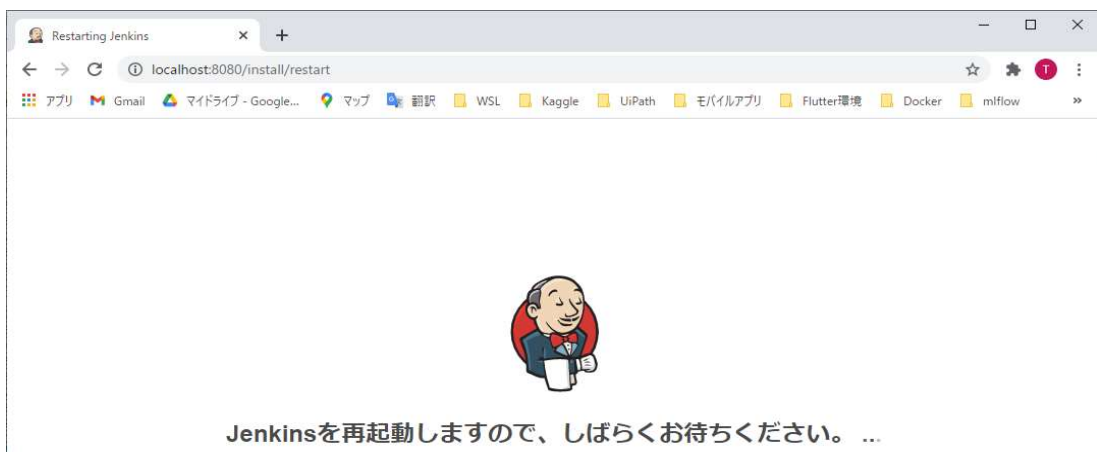 Restarting Jenkins
localhost:8080/install/restart
T
アプリ Gmail マイドライブ - Google... マップ 翻訳 WSL Kaggle UiPath モバイルアプリ Flutter環境 Docker mlflow »
Jenkinsを再起動しますので、しばらくお待ちください。 ...